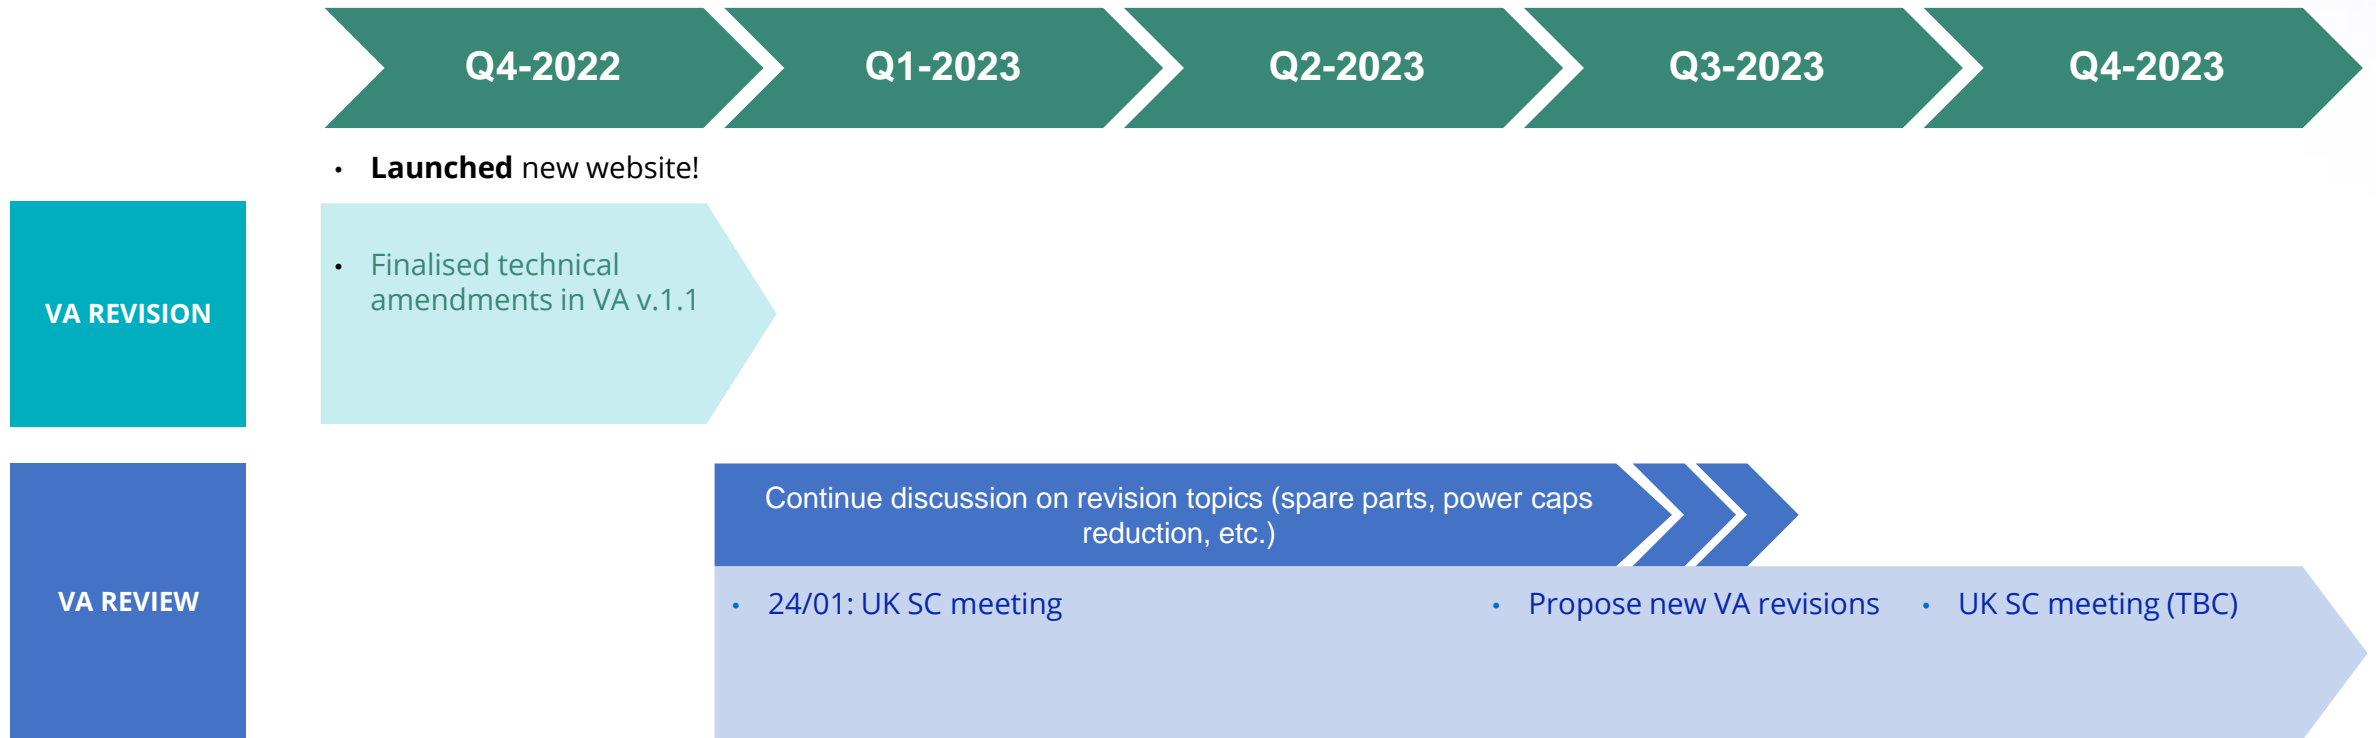 Q4-2022
Q1-2023
Q2-2023
Q3-2023
Q4-2023
• Launched new website!
VA REVISION
• Finalised technical
amendments in VA v.1.1
VA REVIEW
Continue discussion on revision topics (spare parts, power caps
reduction, etc.)
• 24/01: UK SC meeting
• Propose new VA revisions
• UK SC meeting (TBC)